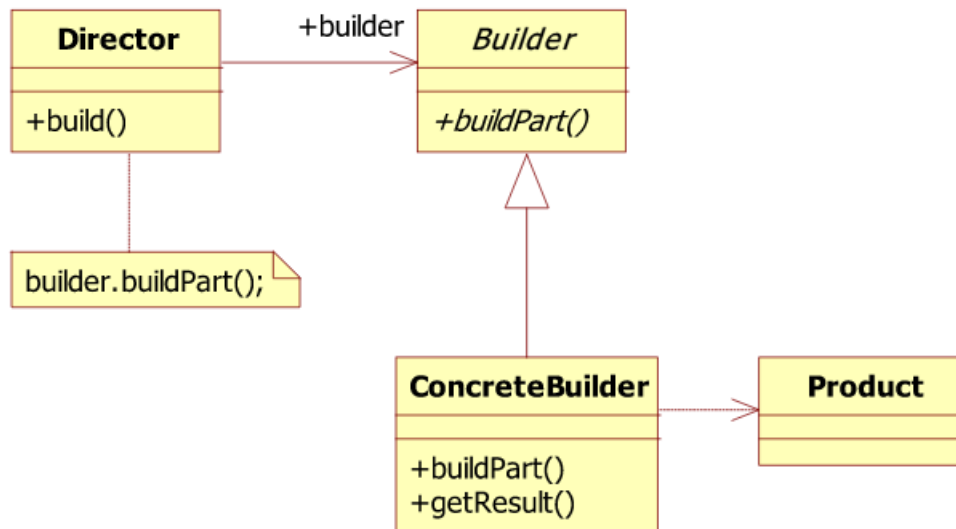 Director
+build()
+builder
Builder
+buildPart()
builder.buildPart();
ConcreteBuilder
+buildPart()
+getResult()
Product